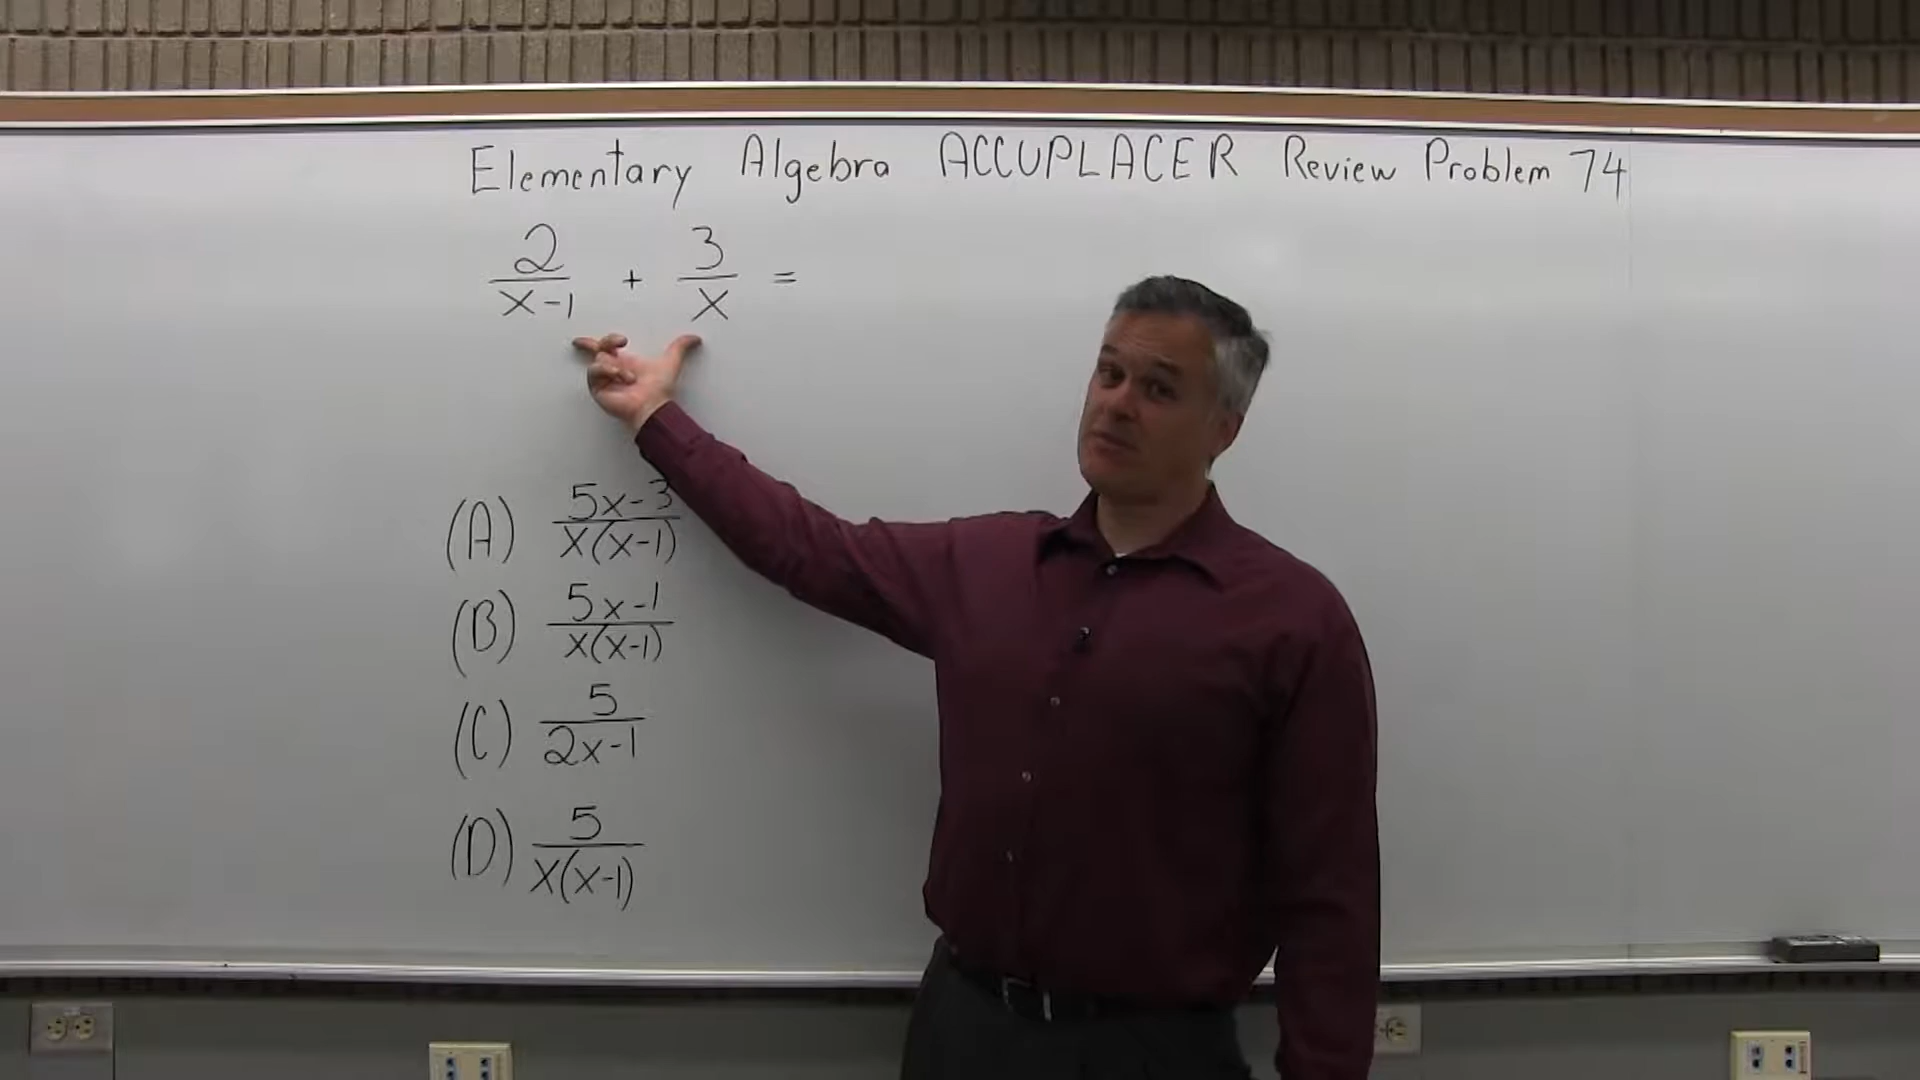 Elementary Algebra ACCUPLACER Review Problem 74
2/(x-1) + 3/x =
(A) (5x-3)/(x(x-1))
(B) (5x-1)/(x(x-1))
(C) 5/(2x-1)
(D) 5/(x(x-1))